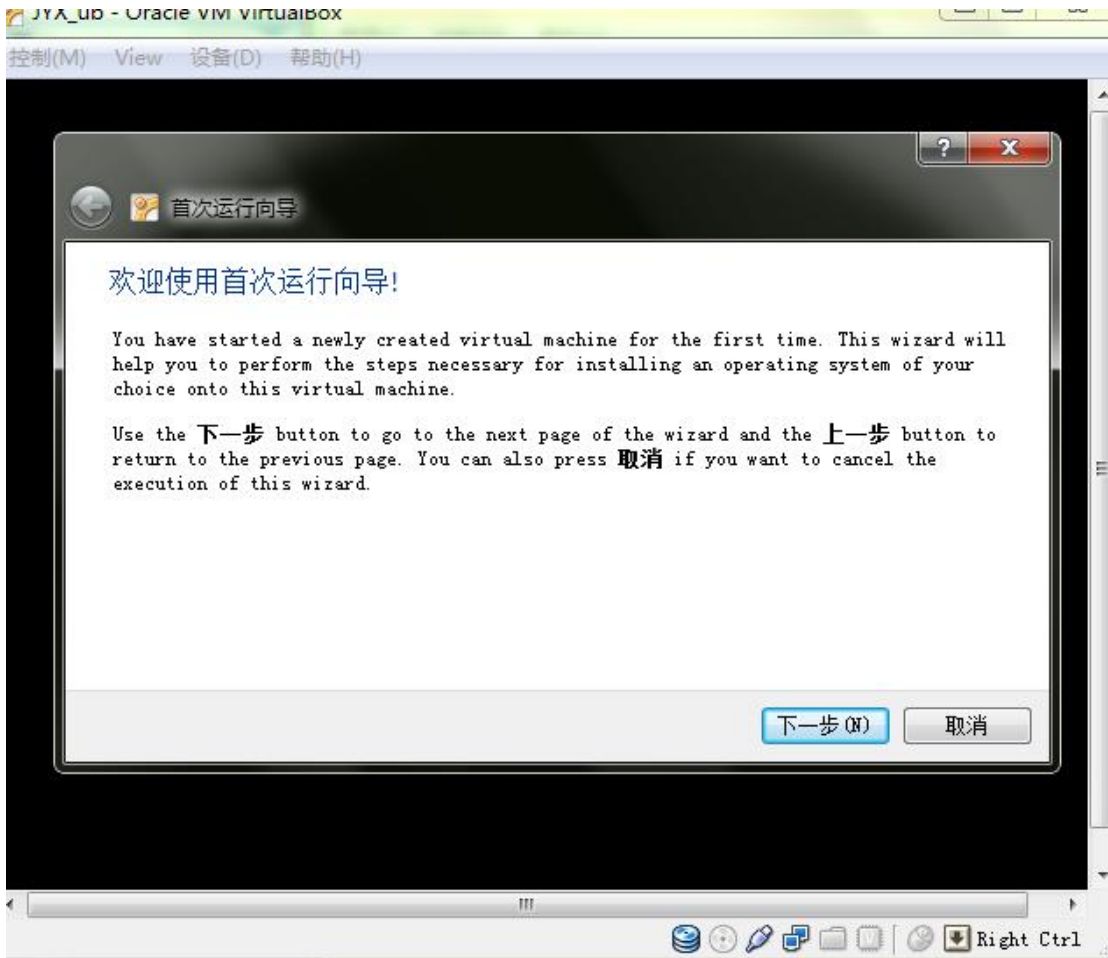 JYX_ub - Oracle VM VirtualBox
控制(M) View 设备(D) 帮助(H)
首次运行向导
欢迎使用首次运行向导!
You have started a newly created virtual machine for the first time. This wizard will
help you to perform the steps necessary for installing an operating system of your
choice onto this virtual machine.
Use the 下一步 button to go to the next page of the wizard and the 上一步 button to
return to the previous page. You can also press 取消 if you want to cancel the
execution of this wizard.
下一步(N) 取消
Right Ctrl